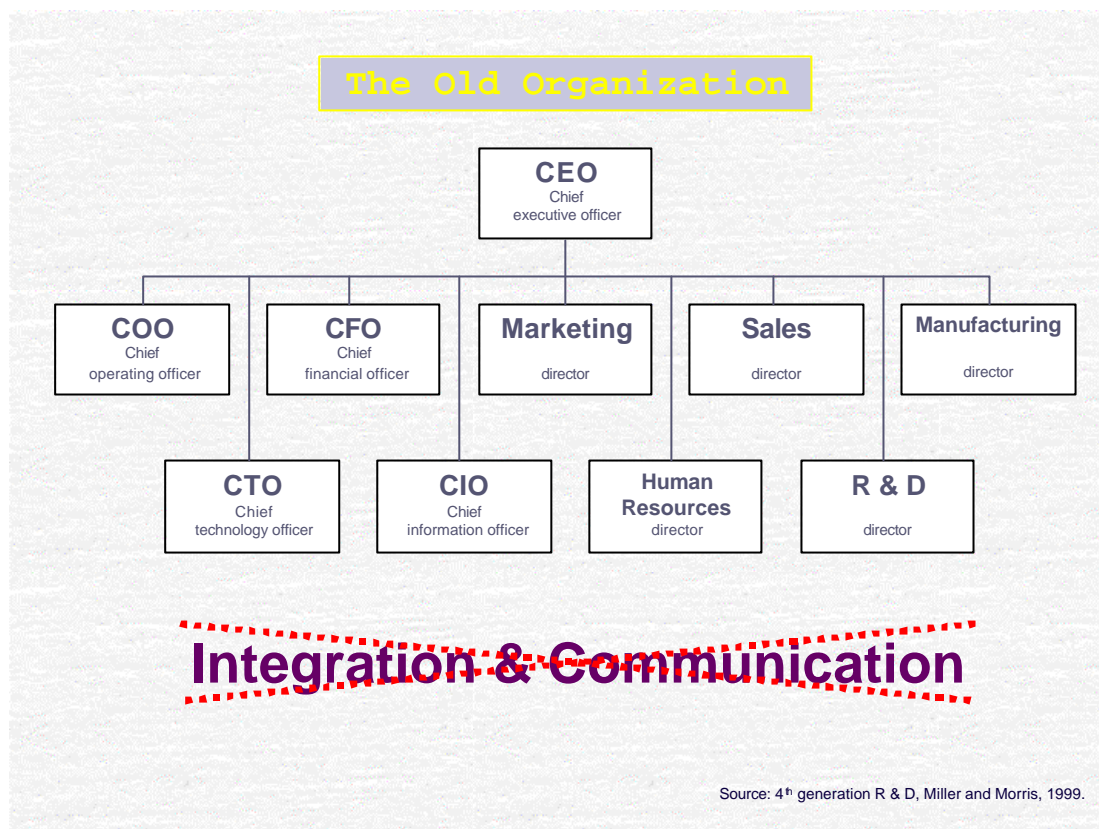 The Old Organization
CEO
Chief
executive officer
COO
Chief
operating officer
CFO
Chief
financial officer
Marketing
director
Sales
director
Manufacturing
director
CTO
Chief
technology officer
CIO
Chief
information officer
Human
Resources
director
R & D
director
Integration & Communication
Source: 4th generation R & D, Miller and Morris, 1999.